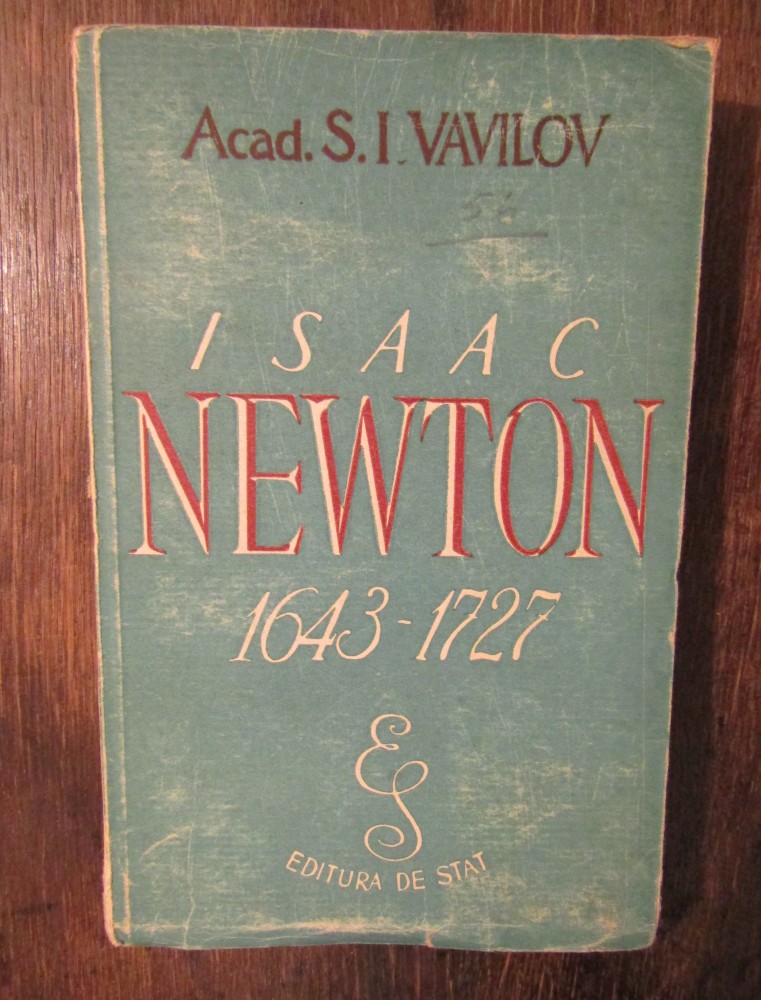 Acad. S. I. VAVILOV
ISAAC
NEWTON
1643-1727
ES
EDITURA DE STAT